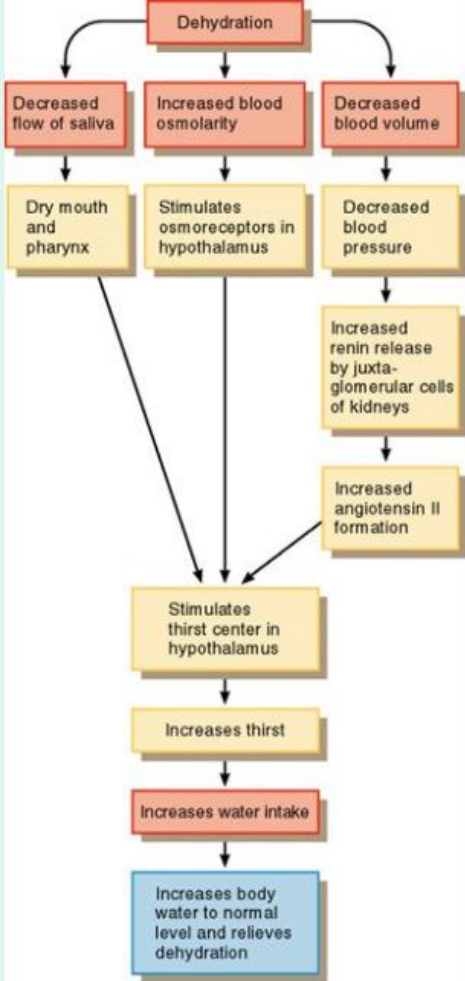 Dehydration
Decreased
flow of saliva
Increased blood
osmolarity
Decreased
blood volume
Dry mouth
and
pharynx
Stimulates
osmoreceptors in
hypothalamus
Decreased
blood
pressure
Increased
renin release
by juxta-
glomerular cells
of kidneys
Increased
angiotensin II
formation
Stimulates
thirst center in
hypothalamus
Increases thirst
Increases water intake
Increases body
water to normal
level and relieves
dehydration